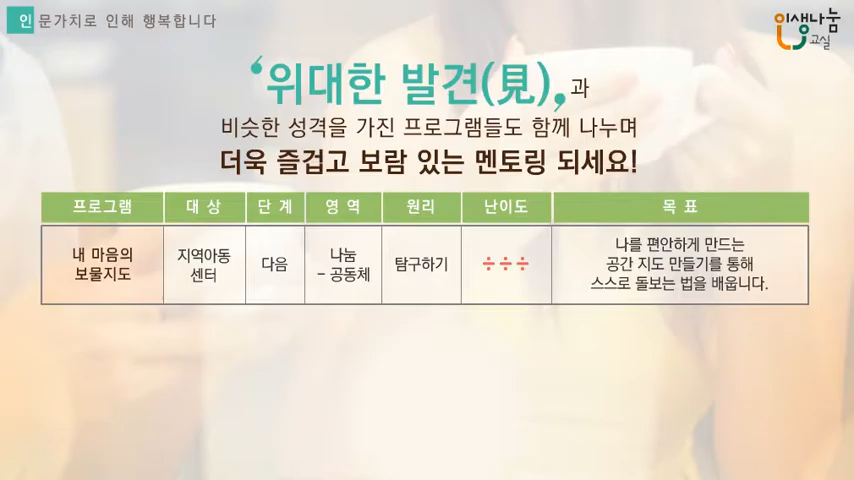 인문가치로 인해 행복합니다
인생나눔
교실
‘위대한 발견(見)’과
비슷한 성격을 가진 프로그램들도 함께 나누며
더욱 즐겁고 보람 있는 멘토링 되세요!
프로그램 대 상 단 계 영 역 원리 난이도 목 표
내 마음의
보물지도
지역아동
센터
다음
나눔
- 공동체
탐구하기
÷÷÷
나를 편안하게 만드는
공간 지도 만들기를 통해
스스로 돌보는 법을 배웁니다.